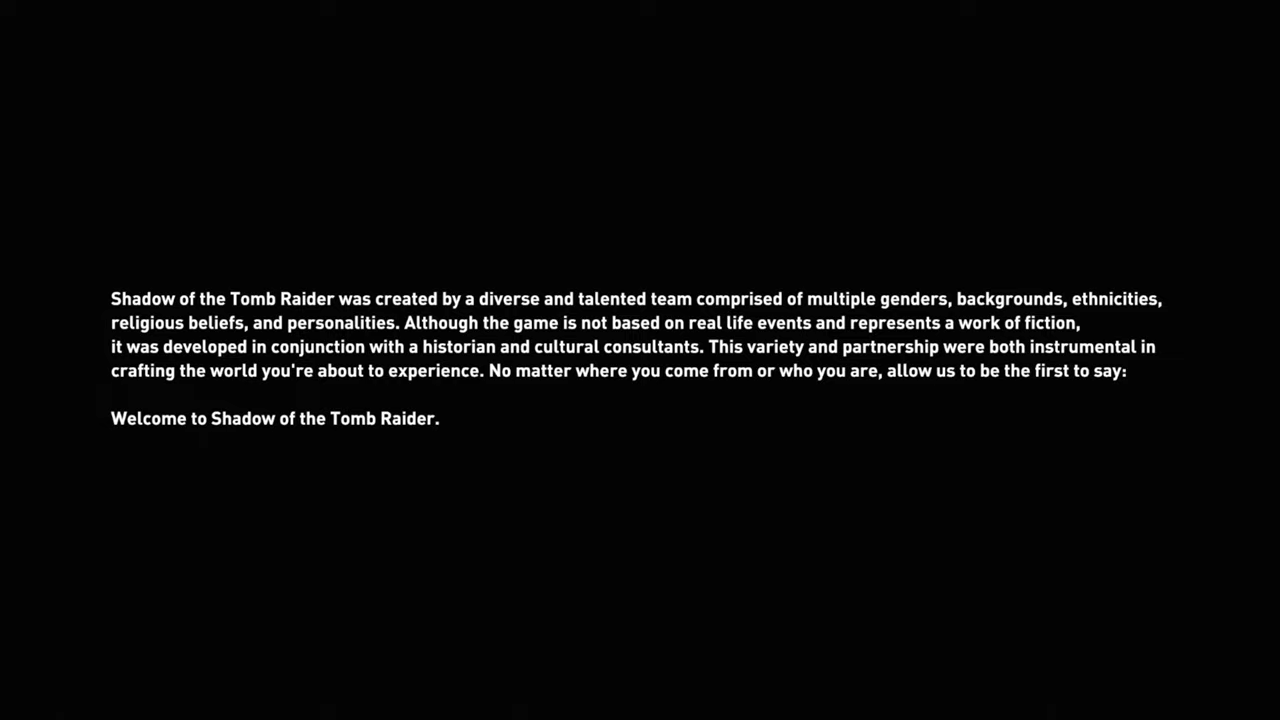 Shadow of the Tomb Raider was created by a diverse and talented team comprised of multiple genders, backgrounds, ethnicities,
religious beliefs, and personalities. Although the game is not based on real life events and represents a work of fiction,
it was developed in conjunction with a historian and cultural consultants. This variety and partnership were both instrumental in
crafting the world you're about to experience. No matter where you come from or who you are, allow us to be the first to say:
Welcome to Shadow of the Tomb Raider.